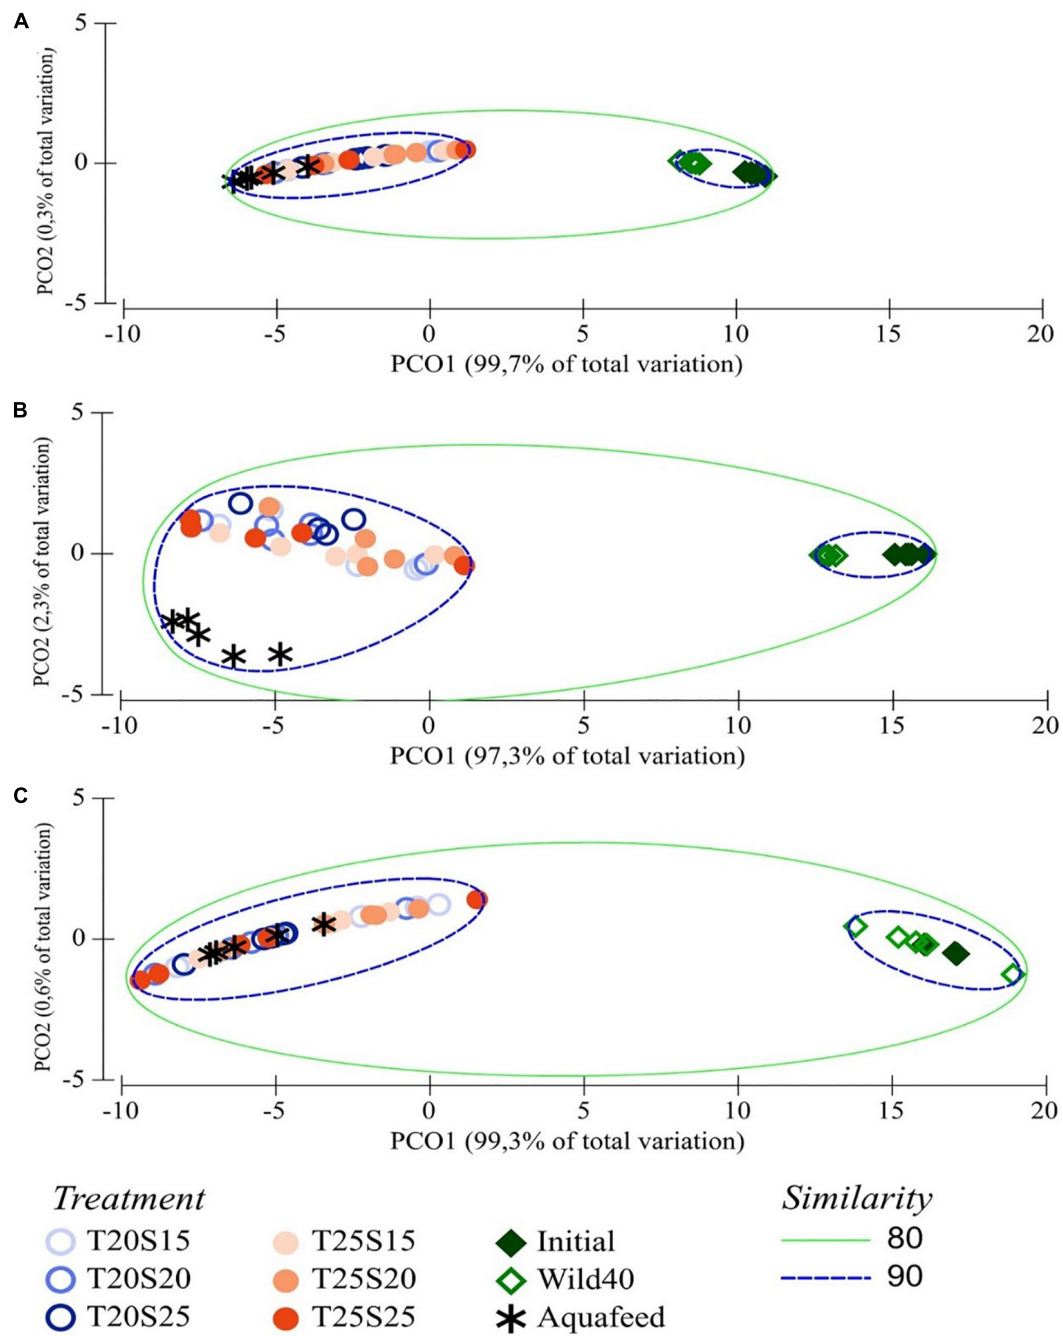 A
5
0
-5
PCO2 (0,3% of total variation)
-10 -5 0 5 10 15 20
PCO1 (99,7% of total variation)
B
5
0
-5
PCO2 (2,3% of total variation)
-10 -5 0 5 10 15 20
PCO1 (97,3% of total variation)
C
5
0
-5
PCO2 (0,6% of total variation)
-10 -5 0 5 10 15 20
PCO1 (99,3% of total variation)
Treatment Similarity
T20S15 T25S15 Initial 80
T20S20 T25S20 Wild40 90
T20S25 T25S25 Aquafeed